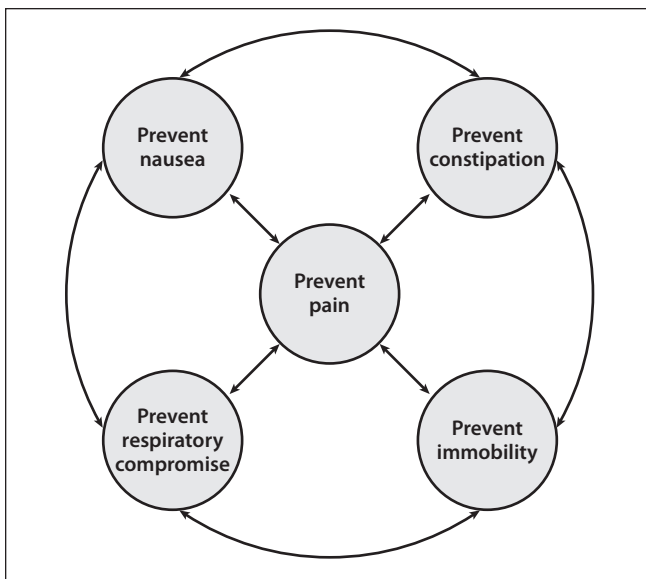 Prevent
nausea
Prevent
constipation
Prevent
pain
Prevent
respiratory
compromise
Prevent
immobility